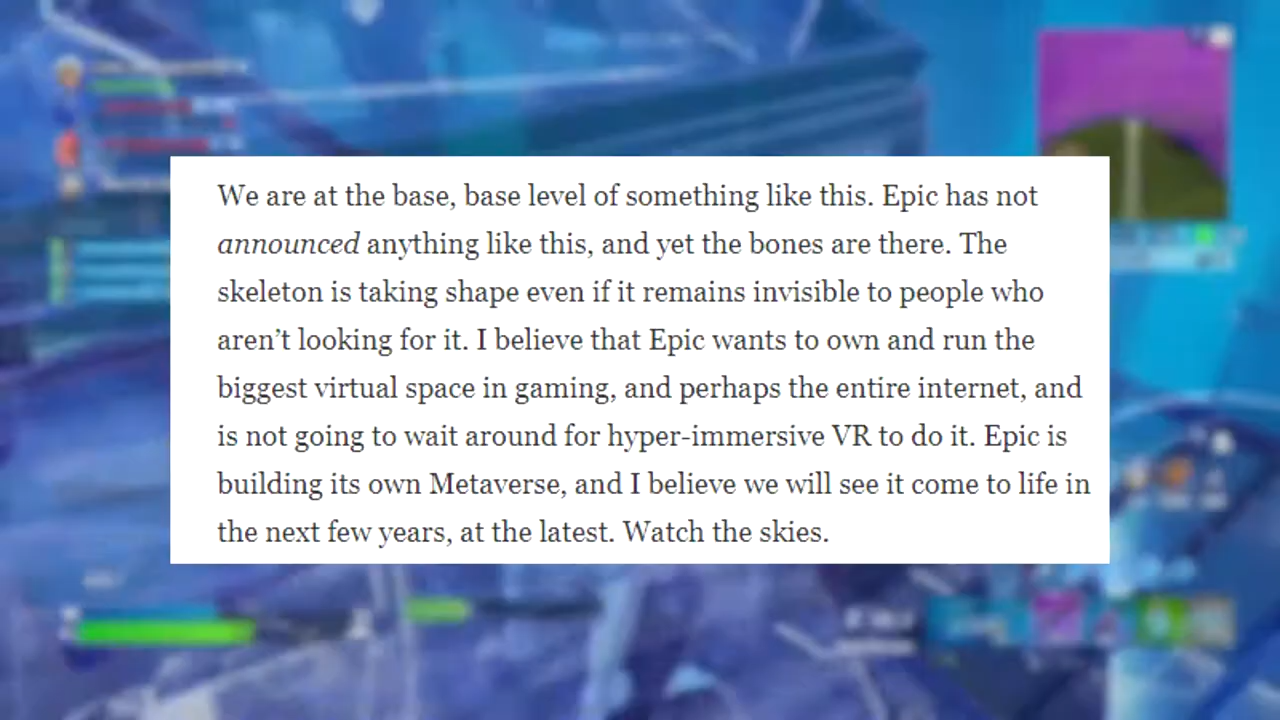 We are at the base, base level of something like this. Epic has not
announced anything like this, and yet the bones are there. The
skeleton is taking shape even if it remains invisible to people who
aren’t looking for it. I believe that Epic wants to own and run the
biggest virtual space in gaming, and perhaps the entire internet, and
is not going to wait around for hyper-immersive VR to do it. Epic is
building its own Metaverse, and I believe we will see it come to life in
the next few years, at the latest. Watch the skies.